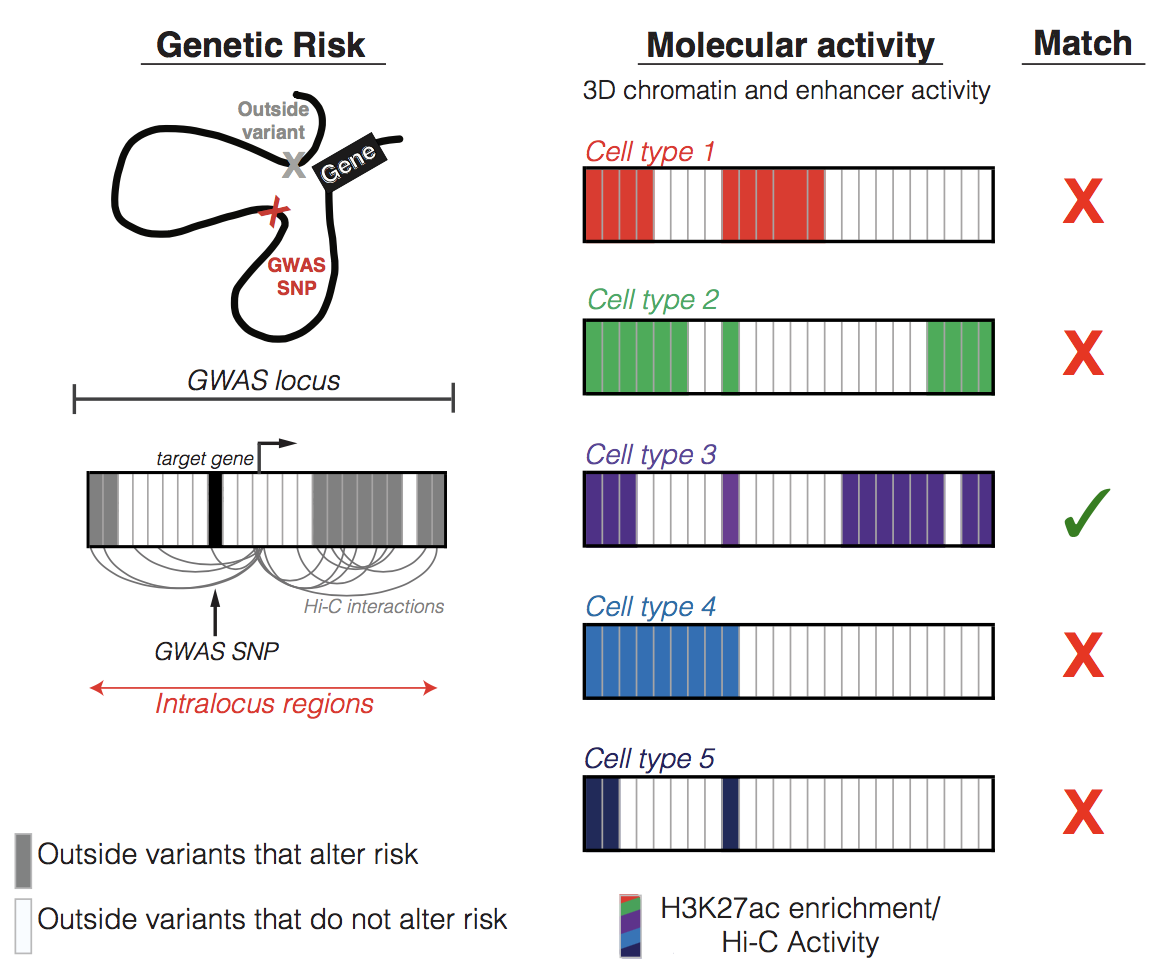 Genetic Risk
Outside
variant
X
Gene
GWAS
SNP
GWAS locus
target gene
Hi-C interactions
GWAS SNP
Intralocus regions
Outside variants that alter risk
Outside variants that do not alter risk
Molecular activity
3D chromatin and enhancer activity
Match
Cell type 1
X
Cell type 2
X
Cell type 3
✓
Cell type 4
X
Cell type 5
X
H3K27ac enrichment/
Hi-C Activity